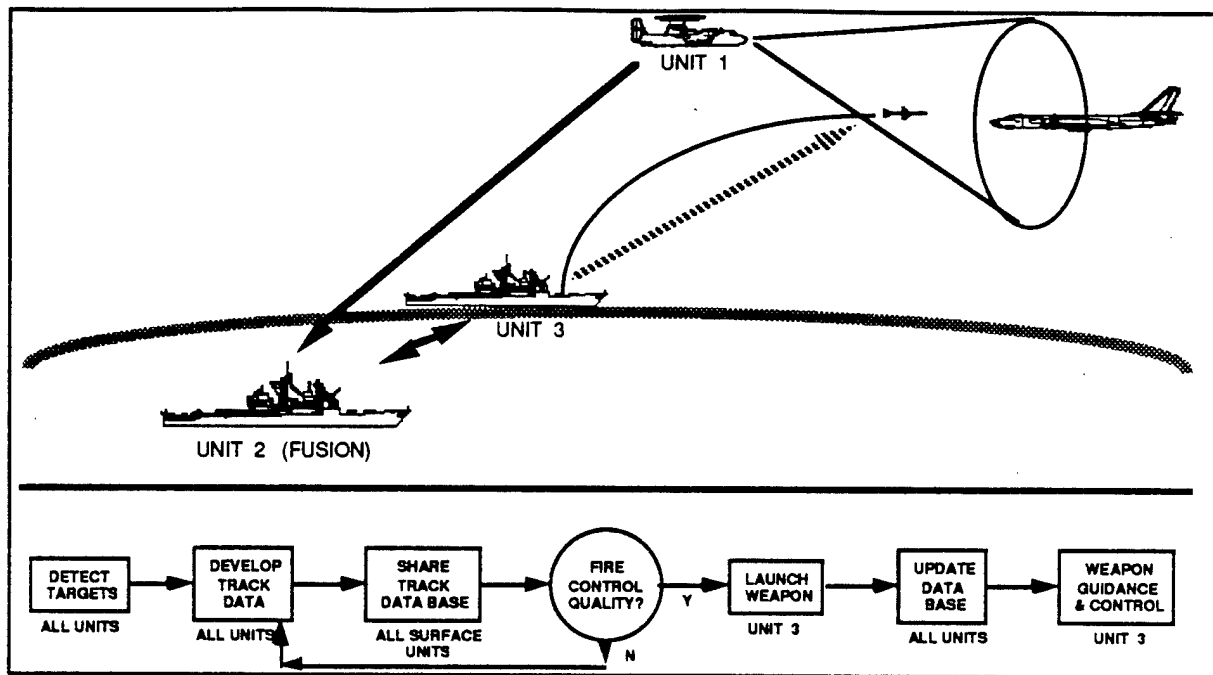 UNIT 1
UNIT 3
UNIT 2 (FUSION)
DETECT
TARGETS
ALL UNITS
DEVELOP
TRACK
DATA
ALL UNITS
SHARE
TRACK
DATA BASE
ALL SURFACE
UNITS
FIRE
CONTROL
QUALITY?
Y
N
LAUNCH
WEAPON
UNIT 3
UPDATE
DATA
BASE
ALL UNITS
WEAPON
GUIDANCE
& CONTROL
UNIT 3